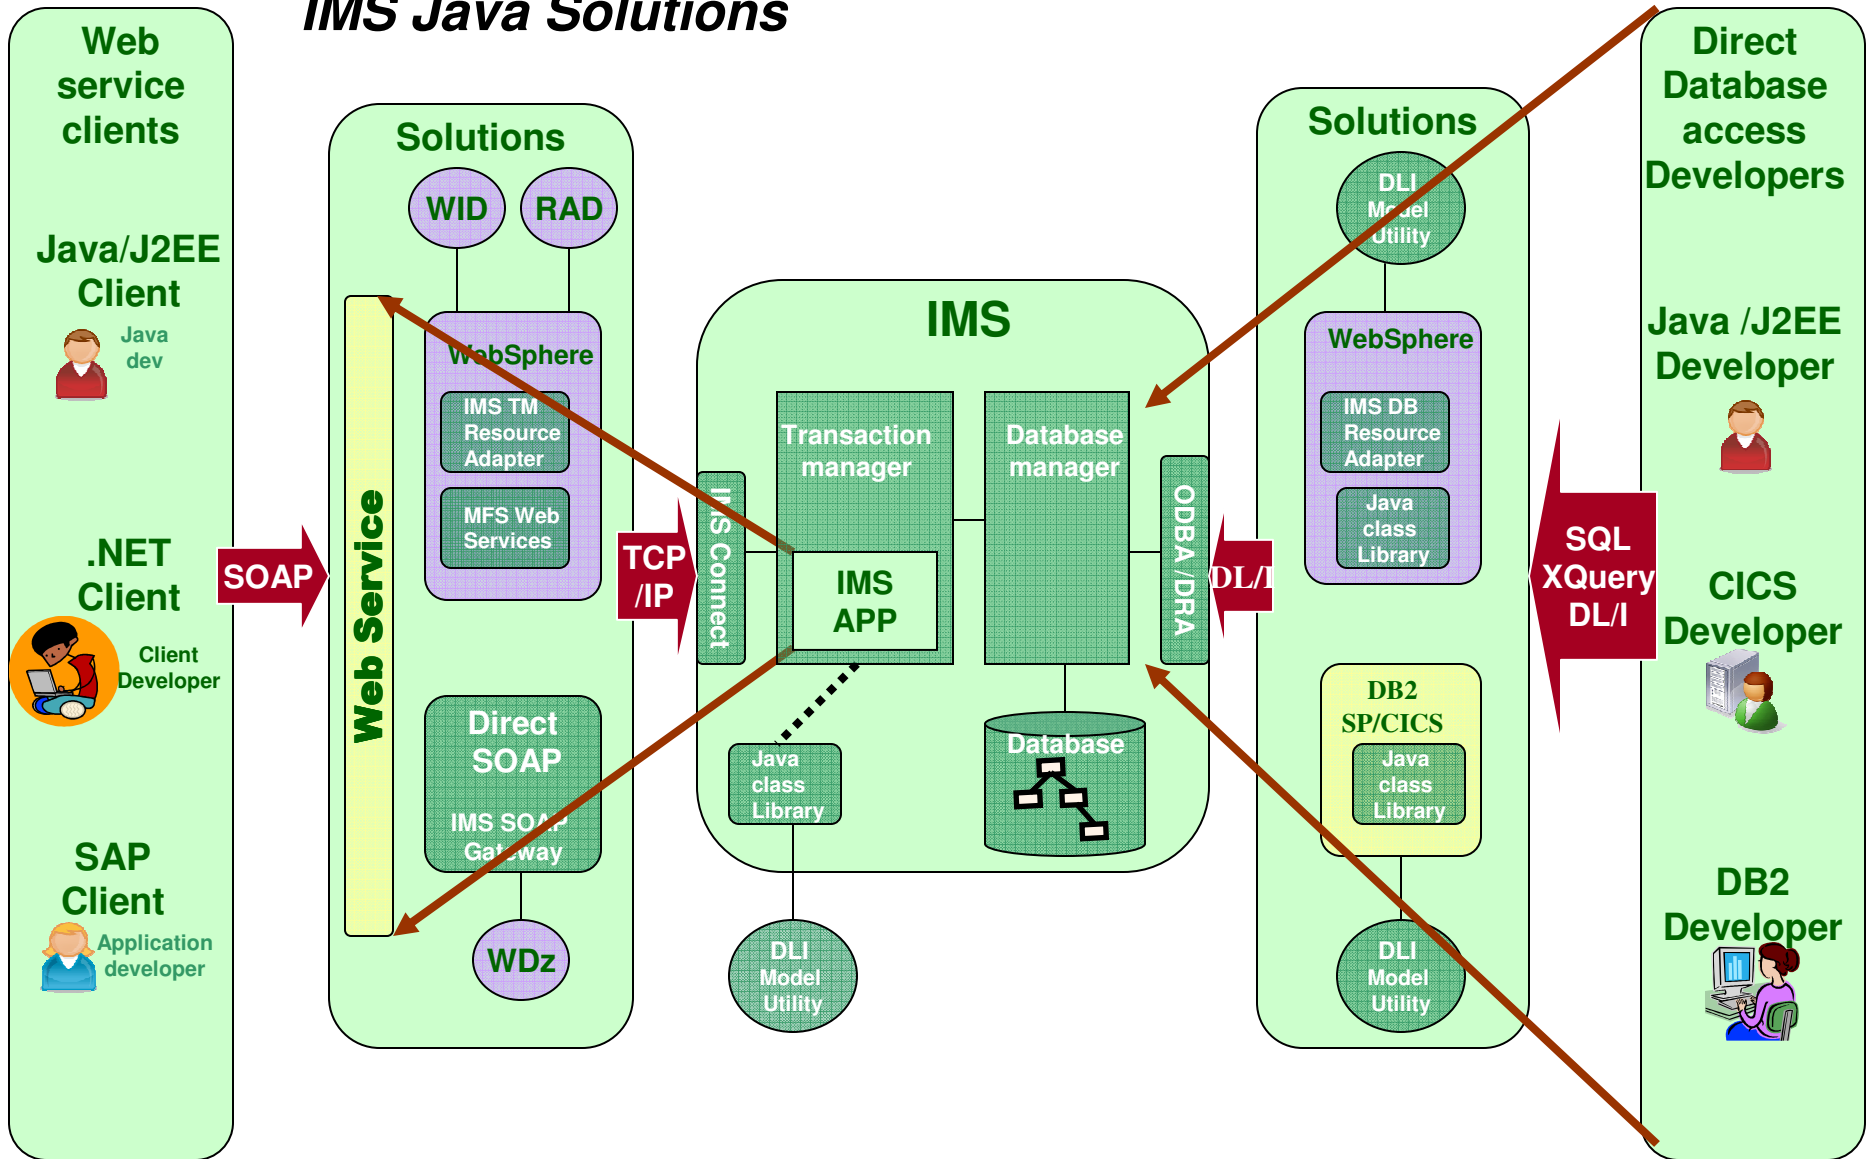 IMS Java Solutions
Web
service
clients
Java/J2EE
Client
Java
dev
.NET
Client
Client
Developer
SAP
Client
Application
developer
SOAP
Solutions
WID
RAD
Web Service
WebSphere
IMS TM
Resource
Adapter
MFS Web
Services
Direct
SOAP
IMS SOAP
Gateway
WDz
TCP
/IP
IMS
IMS Connect
Transaction
manager
IMS
APP
Database
manager
ODBA /DRA
Java
class
Library
Database
DLI
Model
Utility
DL/I
Solutions
DLI
Model
Utility
WebSphere
IMS DB
Resource
Adapter
Java
class
Library
DB2
SP/CICS
Java
class
Library
DLI
Model
Utility
SQL
XQuery
DL/I
Direct
Database
access
Developers
Java /J2EE
Developer
CICS
Developer
DB2
Developer